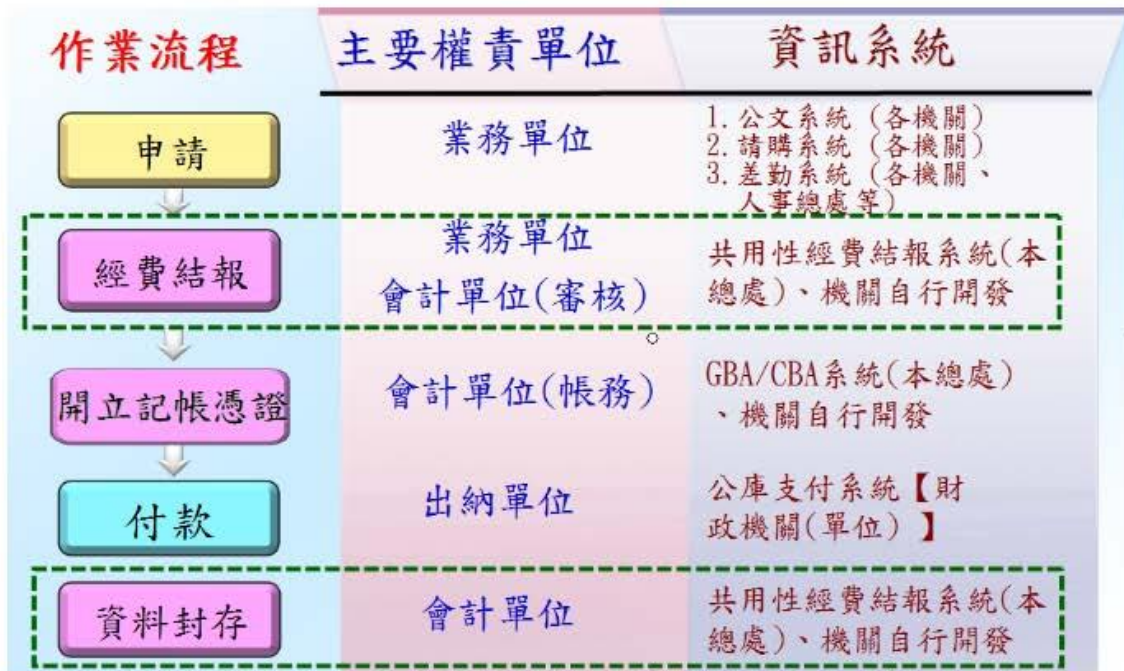 作業流程
主要權責單位
資訊系統
申請
業務單位
1.公文系統(各機關)
2.請購系統(各機關)
3.差勤系統(各機關、
人事總處等)
經費結報
業務單位
會計單位(審核)
共用性經費結報系統(本
總處)、機關自行開發
開立記帳憑證
會計單位(帳務)
GBA/CBA系統(本總處)
、機關自行開發
付款
出納單位
公庫支付系統【財
政機關(單位)】
資料封存
會計單位
共用性經費結報系統(本
總處)、機關自行開發